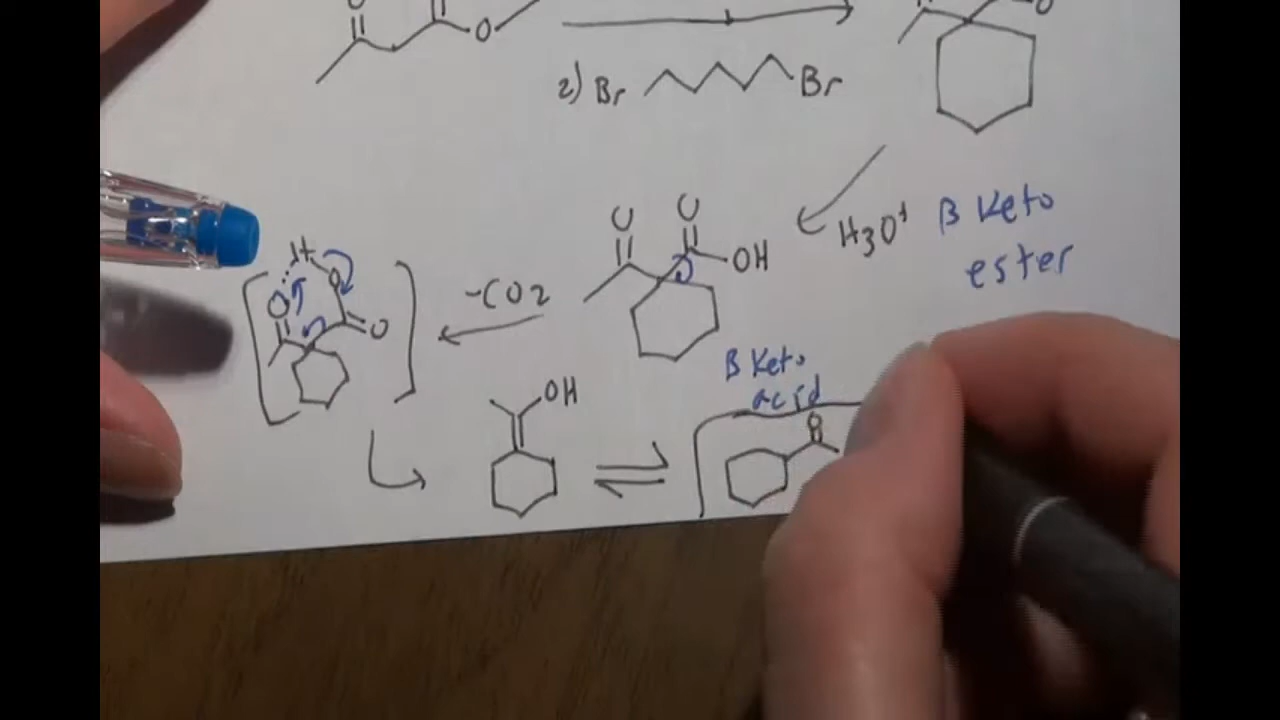 O
2) Br Br
H3O+ β Keto
ester
O O
OH
-CO2
H
O O
O
β Keto
acid
OH
O